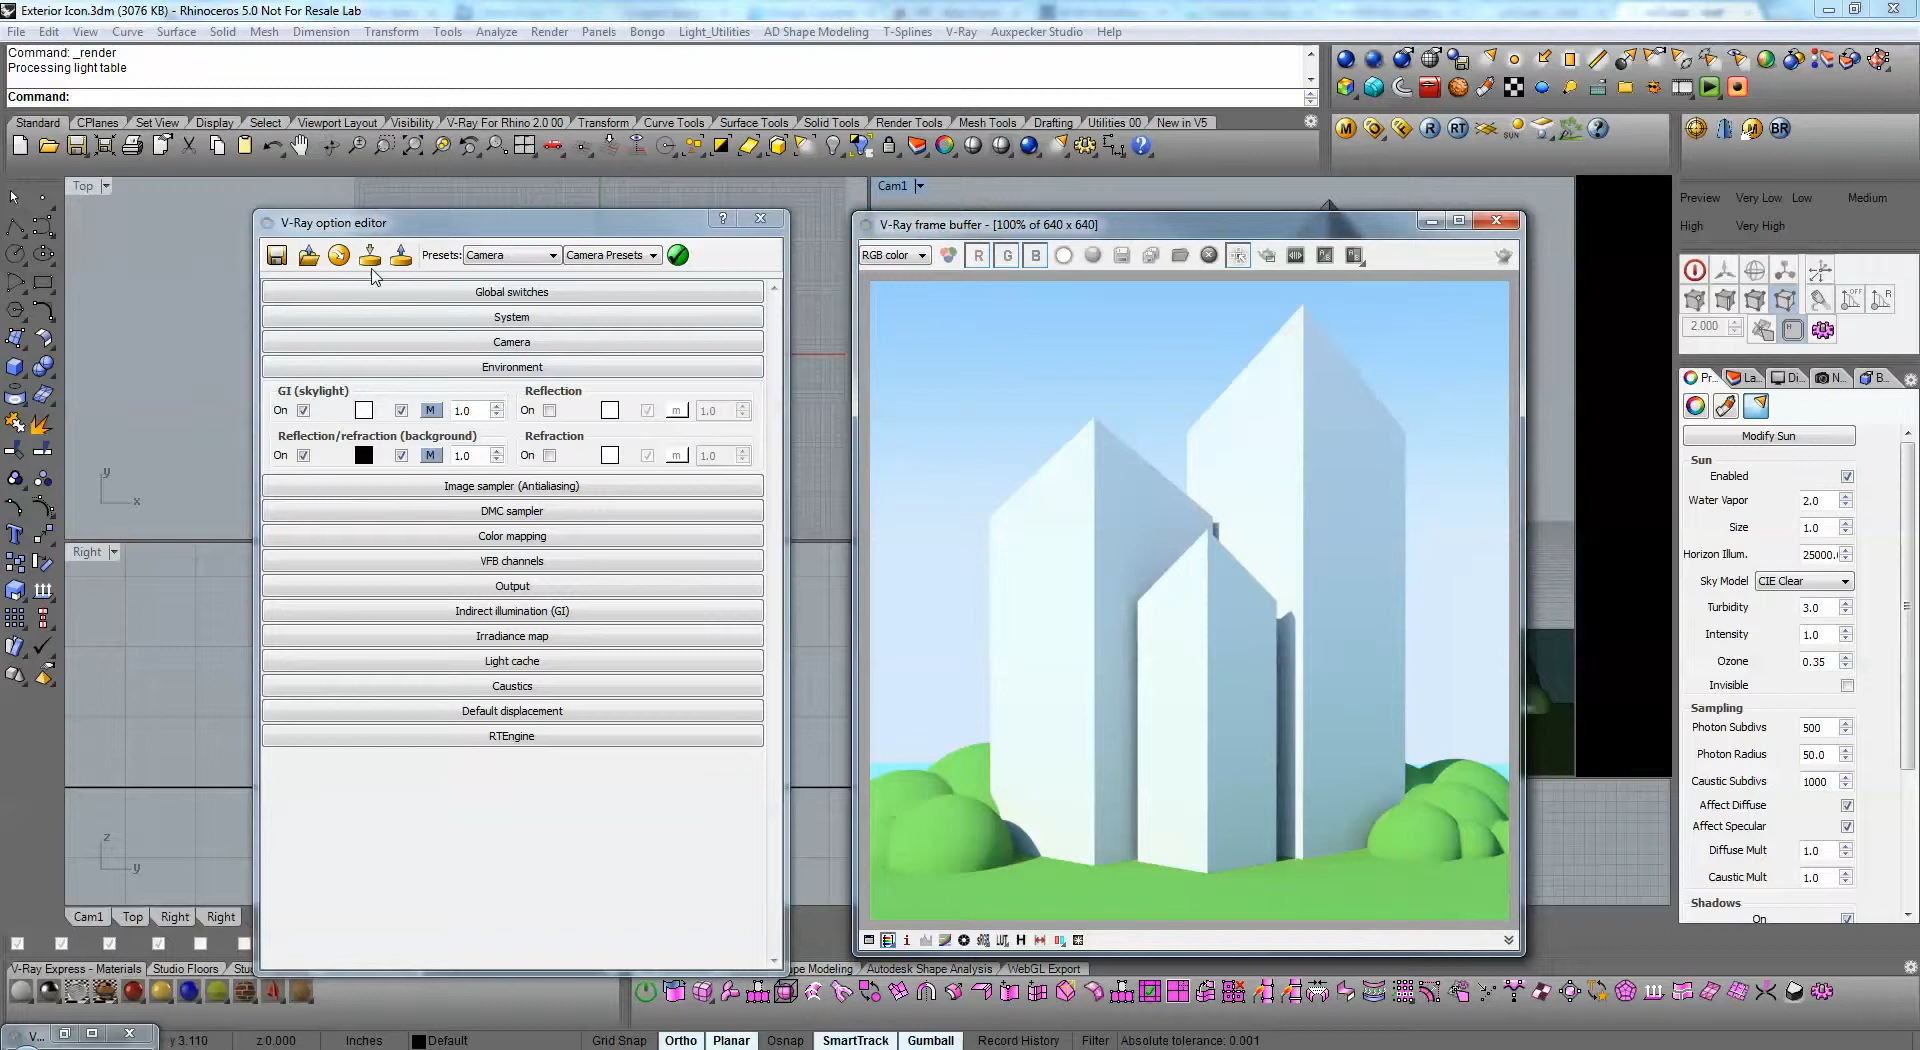 Exterior Icon.3dm (3076 KB) - Rhinoceros 5.0 Not For Resale Lab
File Edit View Curve Surface Solid Mesh Dimension Transform Tools Analyze Render Panels Bongo Light_Utilities AD Shape Modeling T-Splines V-Ray Auxpecker Studio Help
Command: _render
Processing light table
Command:
Standard CPlanes Set View Display Select Viewport Layout Visibility V-Ray For Rhino 2.0 00 Transform Curve Tools Surface Tools Solid Tools Render Tools Mesh Tools Drafting Utilities 00 New in V5
M R RT SUN ? M BR
Top
Cam1
Preview Very Low Low Medium
High Very High
V-Ray option editor
V-Ray frame buffer - [100% of 640 x 640]
Presets: Camera Camera Presets
RGB color R G B
Global switches
System
Camera
Environment
GI (skylight) Reflection
On M 1.0 On m 1.0
Reflection/refraction (background) Refraction
On M 1.0 On m 1.0
Image sampler (Antialiasing)
DMC sampler
Color mapping
VFB channels
Output
Indirect illumination (GI)
Irradiance map
Light cache
Caustics
Default displacement
RTEngine
OFF R
2.000 H
Pr... La... Di... N... B...
Modify Sun
Sun
Enabled
Water Vapor 2.0
Size 1.0
Horizon Illum. 25000.
Sky Model CIE Clear
Turbidity 3.0
Intensity 1.0
Ozone 0.35
Invisible
Sampling
Photon Subdivs 500
Photon Radius 50.0
Caustic Subdivs 1000
Affect Diffuse
Affect Specular
Diffuse Mult 1.0
Caustic Mult 1.0
Shadows
On
y
x
Right
z
y
Cam1 Top Right Right
V-Ray Express - Materials Studio Floors Stu
pe Modeling Autodesk Shape Analysis WebGL Export
V... y 3.110 z 0.000 Inches Default Grid Snap Ortho Planar Osnap SmartTrack Gumball Record History Filter Absolute tolerance: 0.001